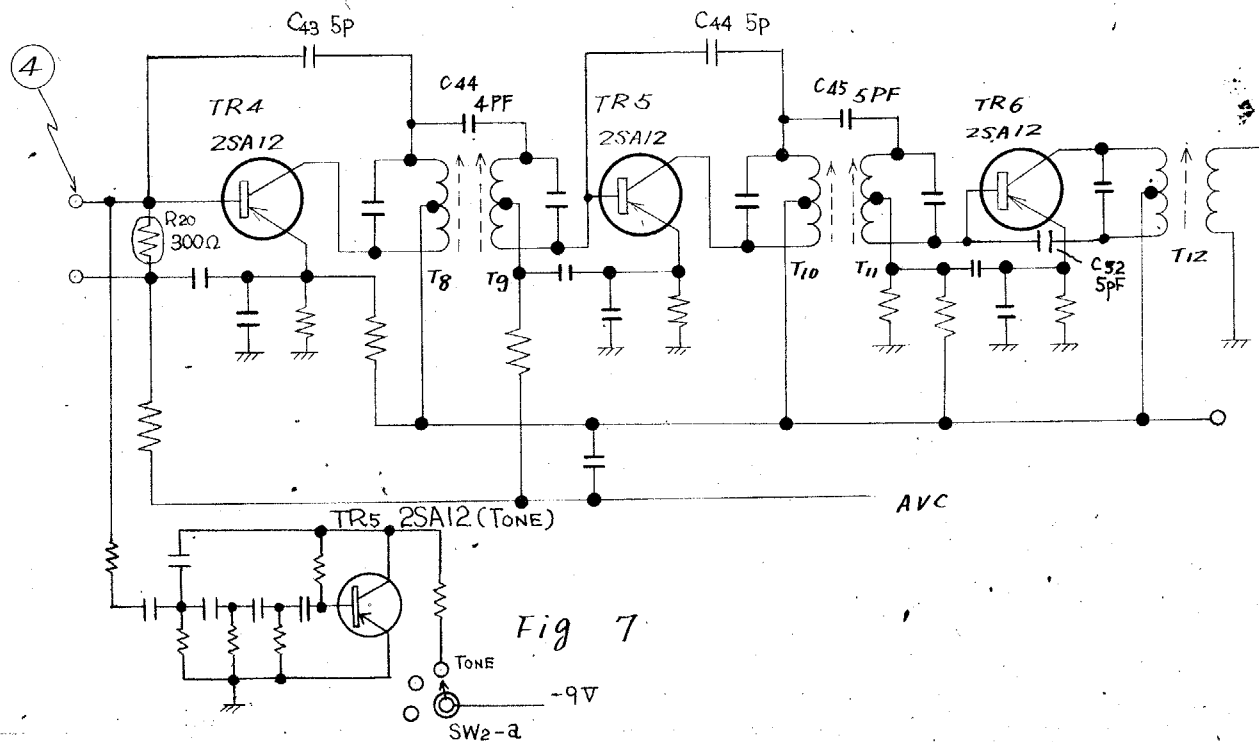 C43 5P
C44 5P
4
TR4
2SA12
C44
4PF
TR5
2SA12
C45 5PF
TR6
2SA12
R20
300Ω
T8
T9
T10
T11
C52
5PF
T12
AVC
TR5 2SA12 (TONE)
Fig 7
TONE
-9V
SW2-a